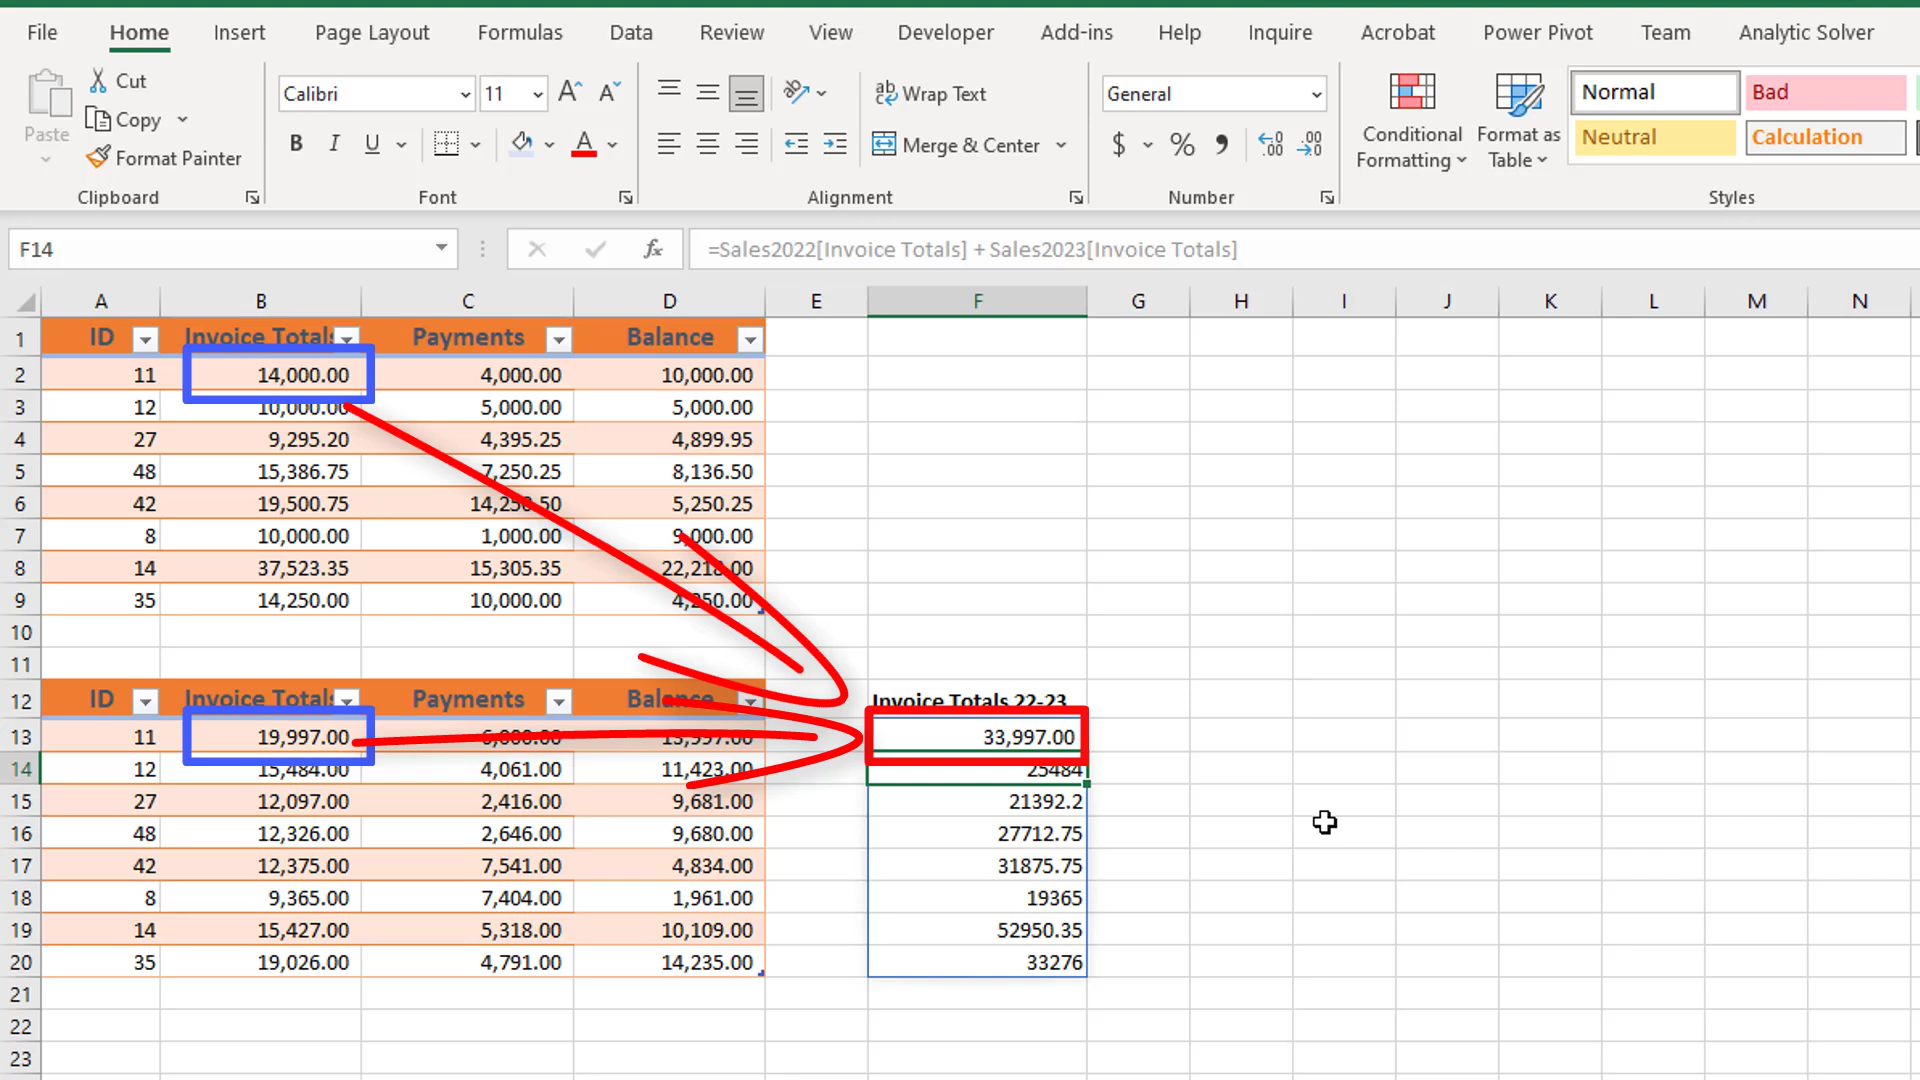 File Home Insert Page Layout Formulas Data Review View Developer Add-ins Help Inquire Acrobat Power Pivot Team Analytic Solver
Paste Cut Copy Format Painter
Clipboard
Calibri 11 A^ A˅
B I U A
Font
ab Wrap Text
Merge & Center
Alignment
General
$ % , .00 .00
Number
Conditional Formatting
Format as Table
Normal Bad
Neutral Calculation
Styles
F14 fx =Sales2022[Invoice Totals] + Sales2023[Invoice Totals]
A B C D E F G H I J K L M N
1 ID Invoice Totals Payments Balance
2 11 14,000.00 4,000.00 10,000.00
3 12 10,000.00 5,000.00 5,000.00
4 27 9,295.20 4,395.25 4,899.95
5 48 15,386.75 7,250.25 8,136.50
6 42 19,500.75 14,250.50 5,250.25
7 8 10,000.00 1,000.00 9,000.00
8 14 37,523.35 15,305.35 22,218.00
9 35 14,250.00 10,000.00 4,250.00
10
11
12 ID Invoice Totals Payments Balance Invoice Totals 22-23
13 11 19,997.00 6,000.00 13,997.00 33,997.00
14 12 15,484.00 4,061.00 11,423.00 25484
15 27 12,097.00 2,416.00 9,681.00 21392.2
16 48 12,326.00 2,646.00 9,680.00 27712.75
17 42 12,375.00 7,541.00 4,834.00 31875.75
18 8 9,365.00 7,404.00 1,961.00 19365
19 14 15,427.00 5,318.00 10,109.00 52950.35
20 35 19,026.00 4,791.00 14,235.00 33276
21
22
23